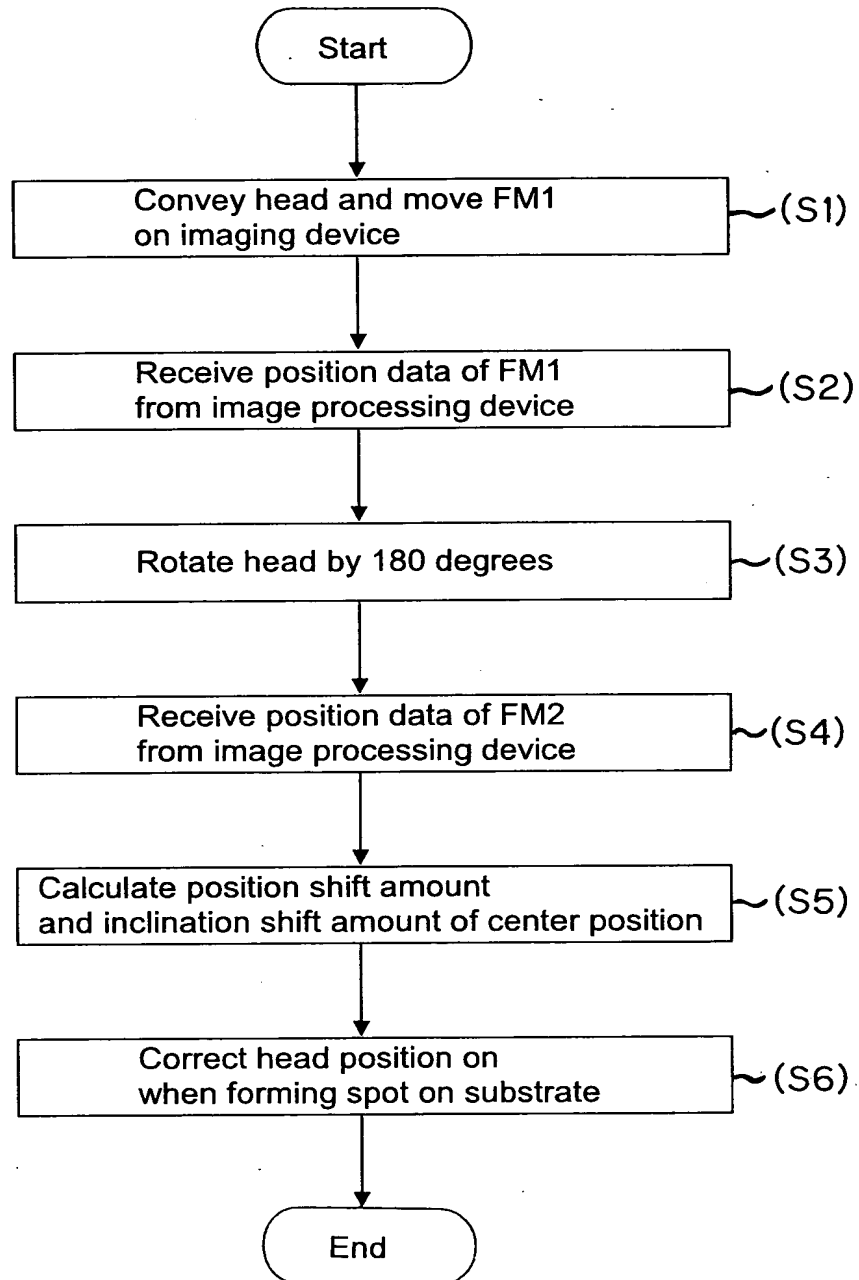 Start
Convey head and move FM1
on imaging device
(S1)
Receive position data of FM1
from image processing device
(S2)
Rotate head by 180 degrees
(S3)
Receive position data of FM2
from image processing device
(S4)
Calculate position shift amount
and inclination shift amount of center position
(S5)
Correct head position on
when forming spot on substrate
(S6)
End